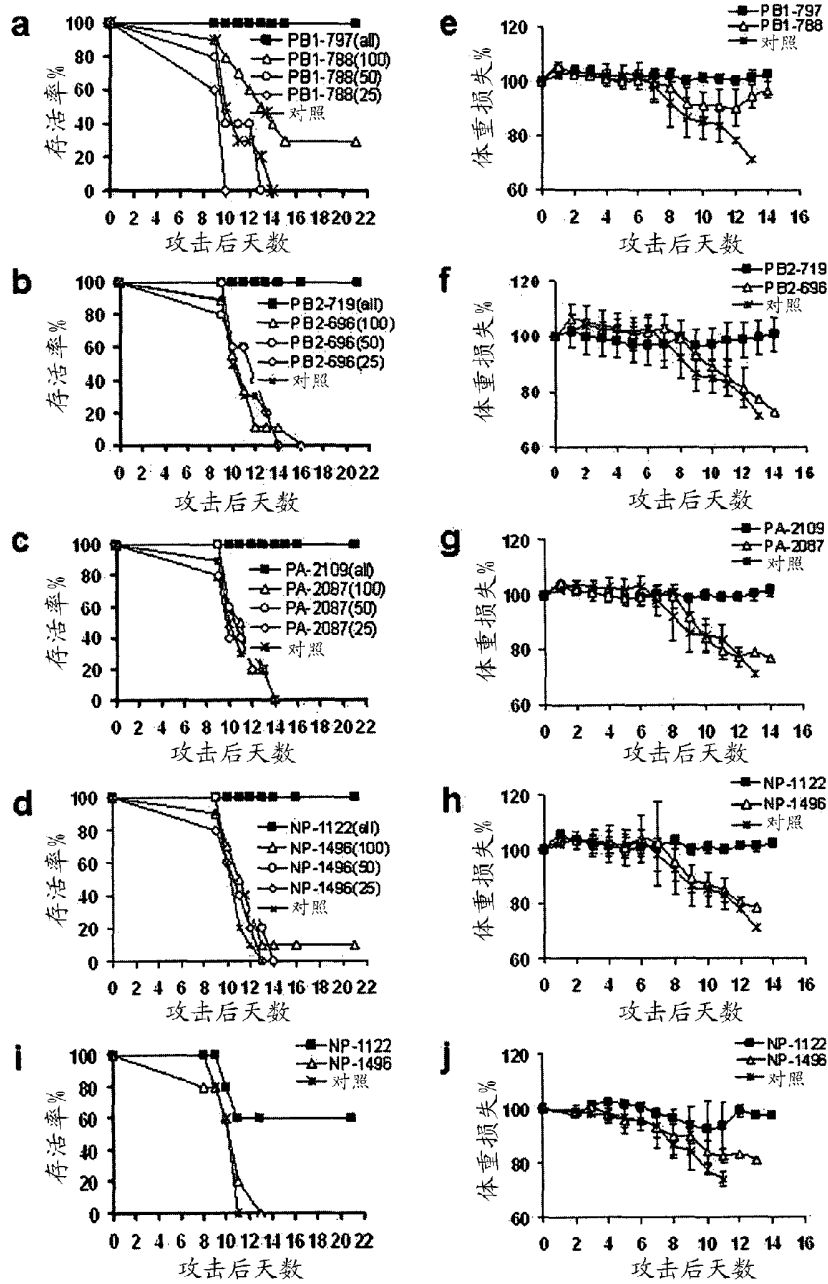 a
存活率%
100
80
60
40
20
0
PB1-797(all)
PB1-788(100)
PB1-788(50)
PB1-788(25)
对照
0 2 4 6 8 10 12 14 16 18 20 22
攻击后天数
e
体重损失%
120
100
80
60
PB1-797
PB1-788
对照
0 2 4 6 8 10 12 14 16
攻击后天数
b
存活率%
100
80
60
40
20
0
PB2-719(all)
PB2-696(100)
PB2-696(50)
PB2-696(25)
对照
0 2 4 6 8 10 12 14 16 18 20 22
攻击后天数
f
体重损失%
120
100
80
60
PB2-719
PB2-696
对照
0 2 4 6 8 10 12 14 16
攻击后天数
c
存活率%
100
80
60
40
20
0
PA-2109(all)
PA-2087(100)
PA-2087(50)
PA-2087(25)
对照
0 2 4 6 8 10 12 14 16 18 20 22
攻击后天数
g
体重损失%
120
100
80
60
PA-2109
PA-2087
对照
0 2 4 6 8 10 12 14 16
攻击后天数
d
存活率%
100
80
60
40
20
0
NP-1122(all)
NP-1496(100)
NP-1496(50)
NP-1496(25)
对照
0 2 4 6 8 10 12 14 16 18 20 22
攻击后天数
h
体重损失%
120
100
80
60
NP-1122
NP-1496
对照
0 2 4 6 8 10 12 14 16
攻击后天数
i
存活率%
100
80
60
40
20
0
NP-1122
NP-1496
对照
0 2 4 6 8 10 12 14 16 18 20 22
攻击后天数
j
体重损失%
120
100
80
60
NP-1122
NP-1496
对照
0 2 4 6 8 10 12 14 16
攻击后天数